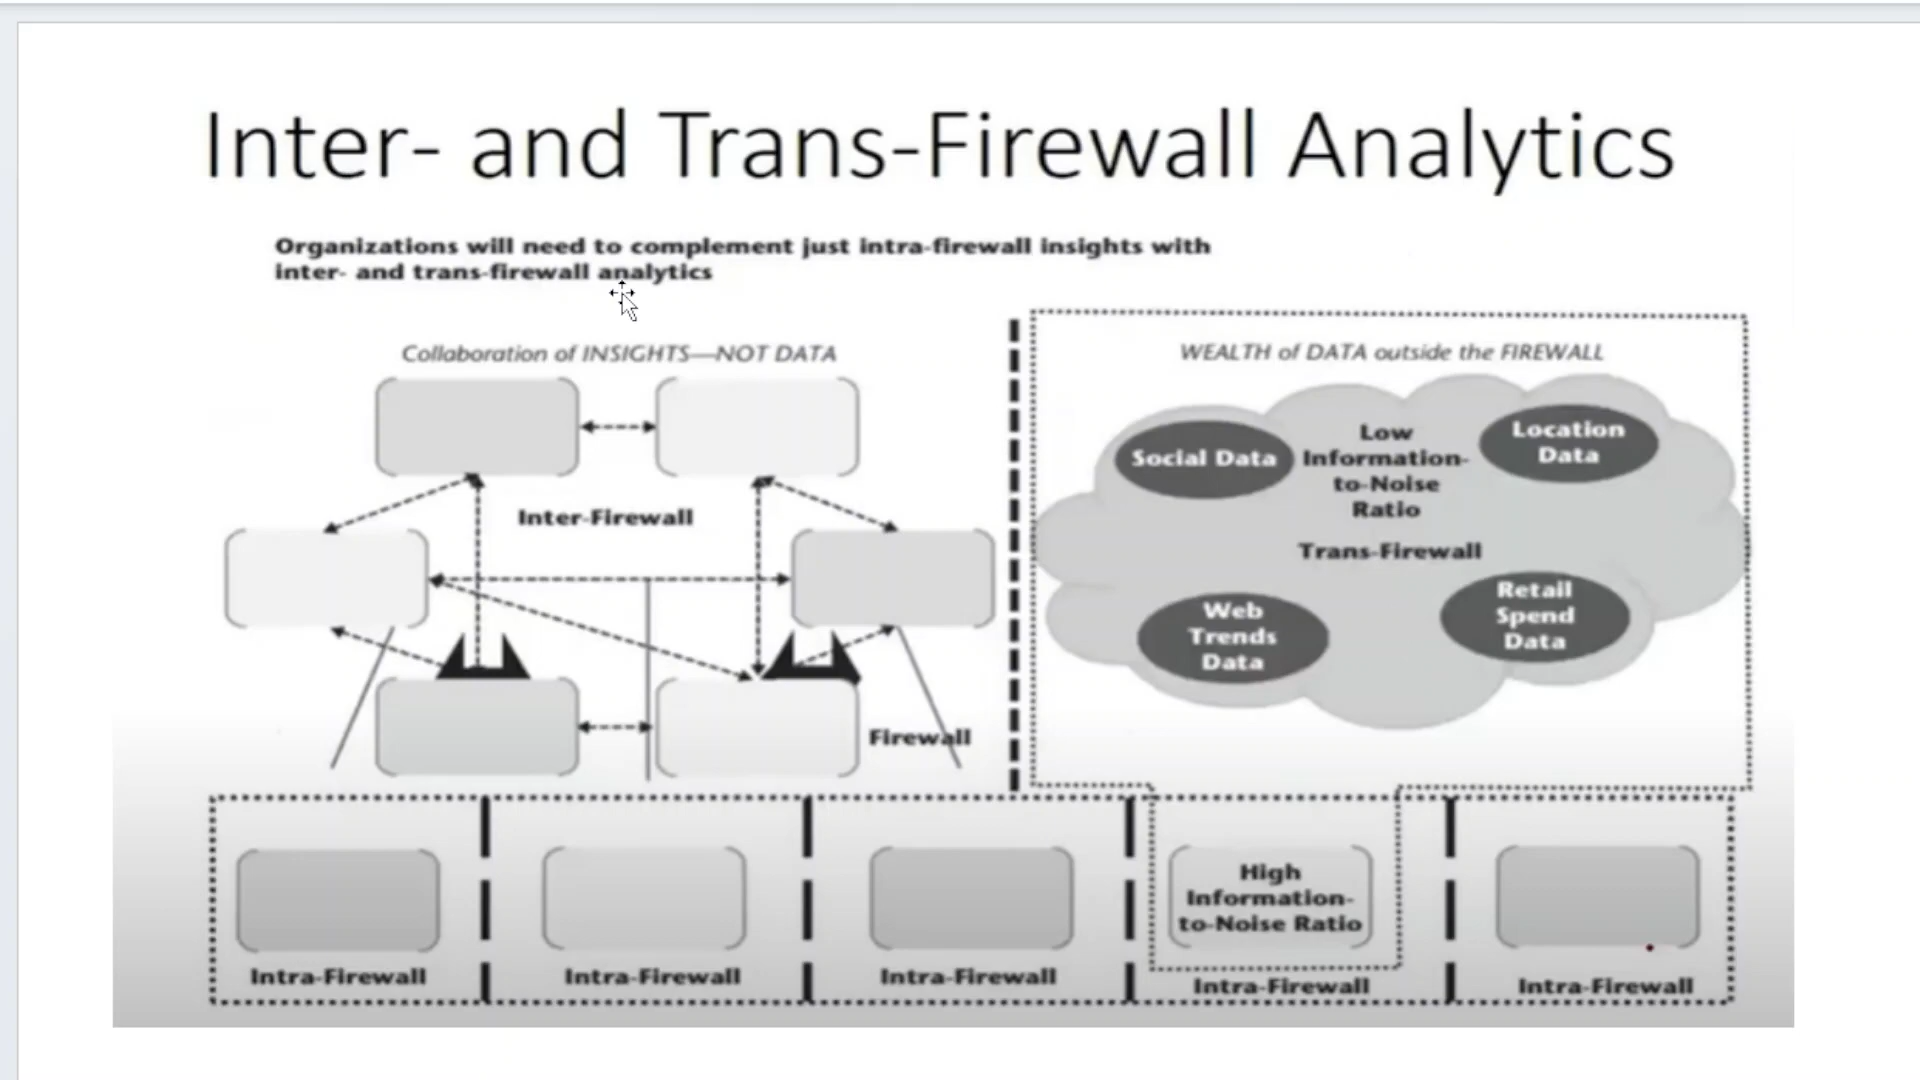 Inter- and Trans-Firewall Analytics
Organizations will need to complement just intra-firewall insights with
inter- and trans-firewall analytics
Collaboration of INSIGHTS—NOT DATA
Inter-Firewall
Firewall
WEALTH of DATA outside the FIREWALL
Social Data
Low
Information-
to-Noise
Ratio
Location
Data
Trans-Firewall
Web
Trends
Data
Retail
Spend
Data
Intra-Firewall
Intra-Firewall
Intra-Firewall
High
Information-
to-Noise Ratio
Intra-Firewall
Intra-Firewall